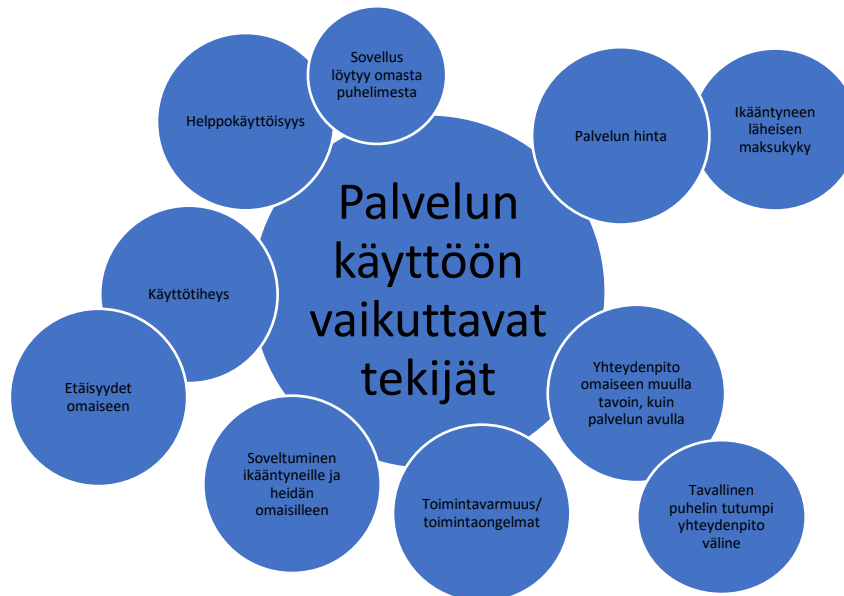 Sovellus
löytyy omasta
puhelimesta
Helppokäyttöisyys
Palvelun hinta
Ikääntyneen
läheisen
maksukyky
Palvelun
käyttöön
vaikuttavat
tekijät
Käyttötiheys
Etäisyydet
omaiseen
Yhteydenpito
omaiseen muulla
tavoin, kuin
palvelun avulla
Soveltuminen
ikääntyneille ja
heidän
omaisilleen
Toimintavarmuus/
toimintaongelmat
Tavallinen
puhelin tutumpi
yhteydenpito
väline